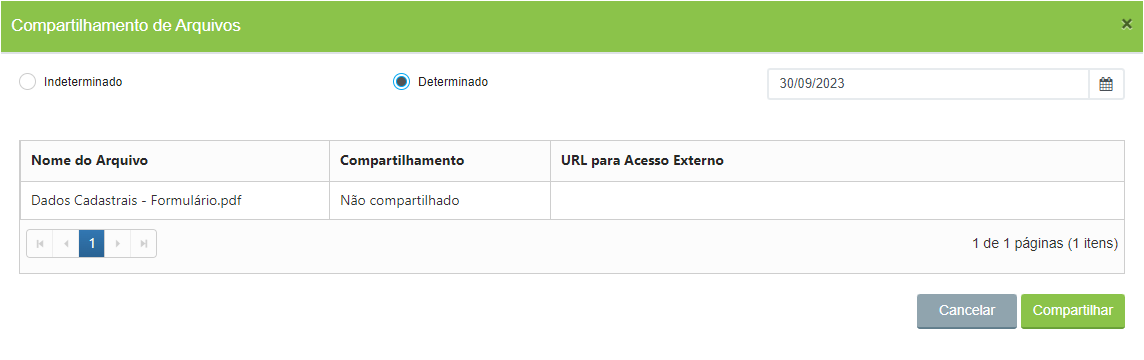 Compartilhamento de Arquivos ×
Indeterminado Determinado 30/09/2023
Nome do Arquivo Compartilhamento URL para Acesso Externo
Dados Cadastrais - Formulário.pdf Não compartilhado
1 1 de 1 páginas (1 itens)
Cancelar Compartilhar